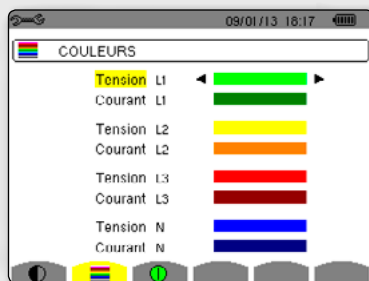 09/01/13 18:17
COULEURS
Tension L1
Courant L1
Tension L2
Courant L2
Tension L3
Courant L3
Tension N
Courant N